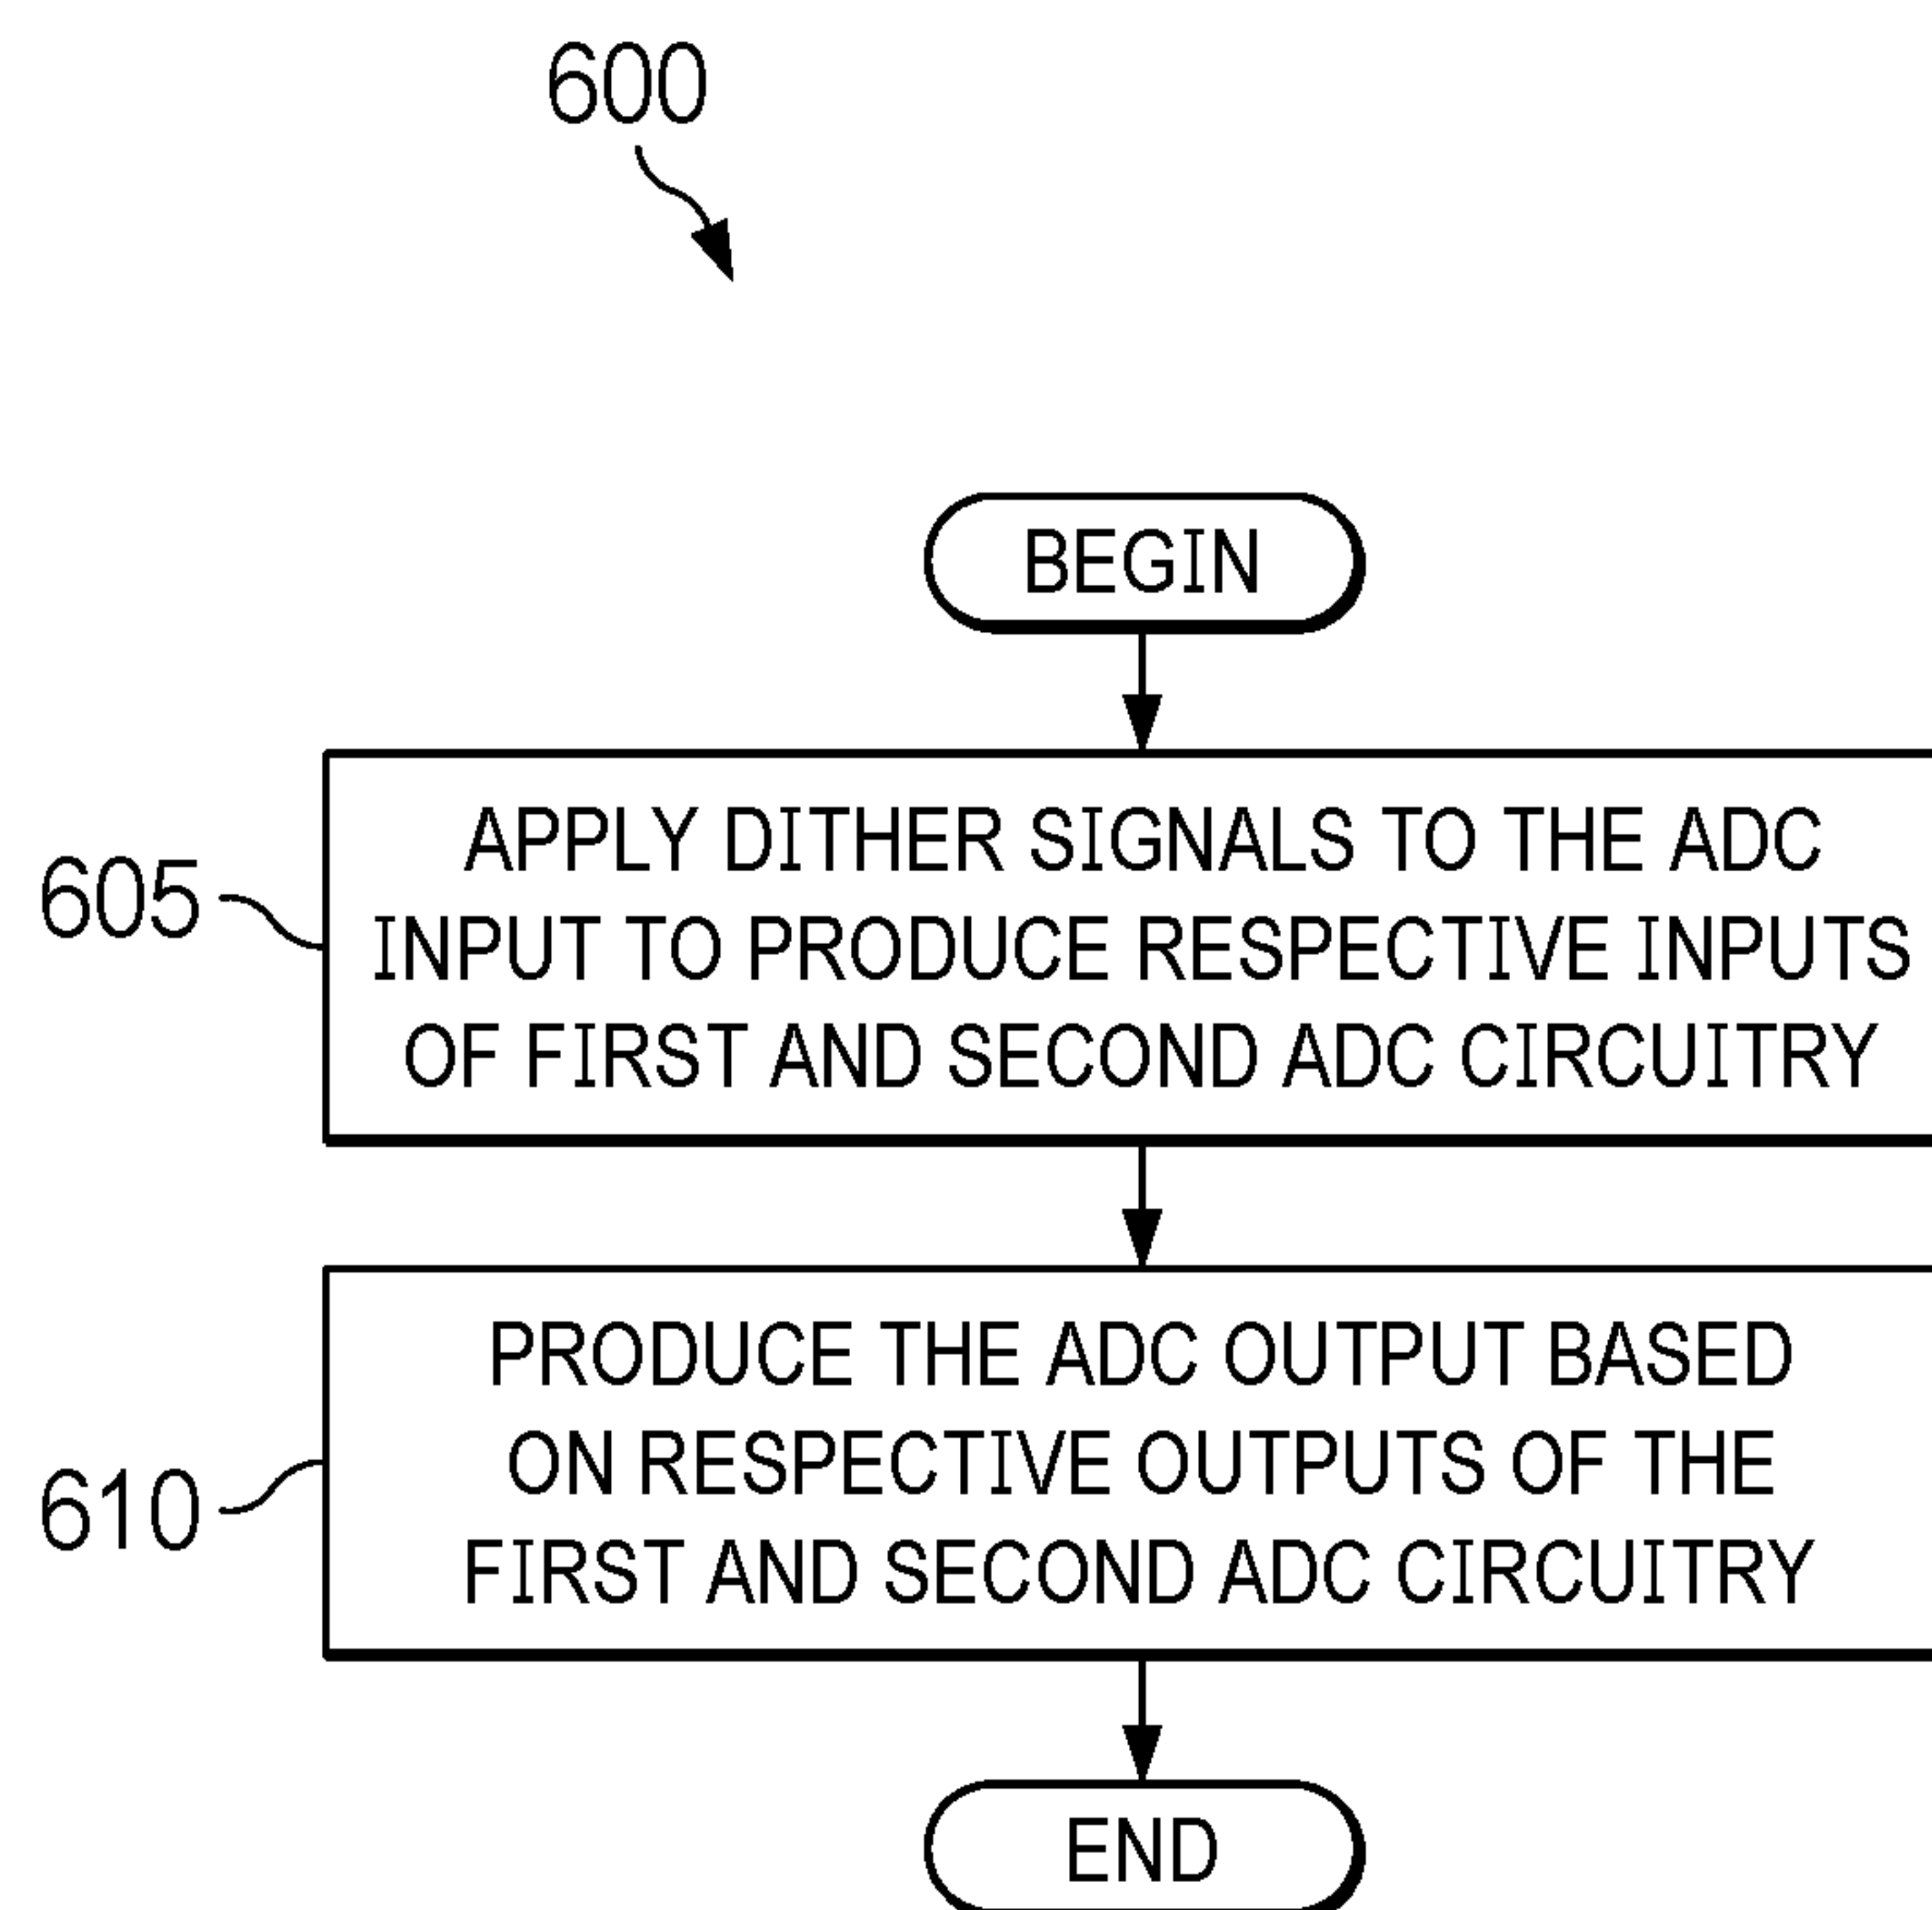 600
BEGIN
605
APPLY DITHER SIGNALS TO THE ADC
INPUT TO PRODUCE RESPECTIVE INPUTS
OF FIRST AND SECOND ADC CIRCUITRY
610
PRODUCE THE ADC OUTPUT BASED
ON RESPECTIVE OUTPUTS OF THE
FIRST AND SECOND ADC CIRCUITRY
END